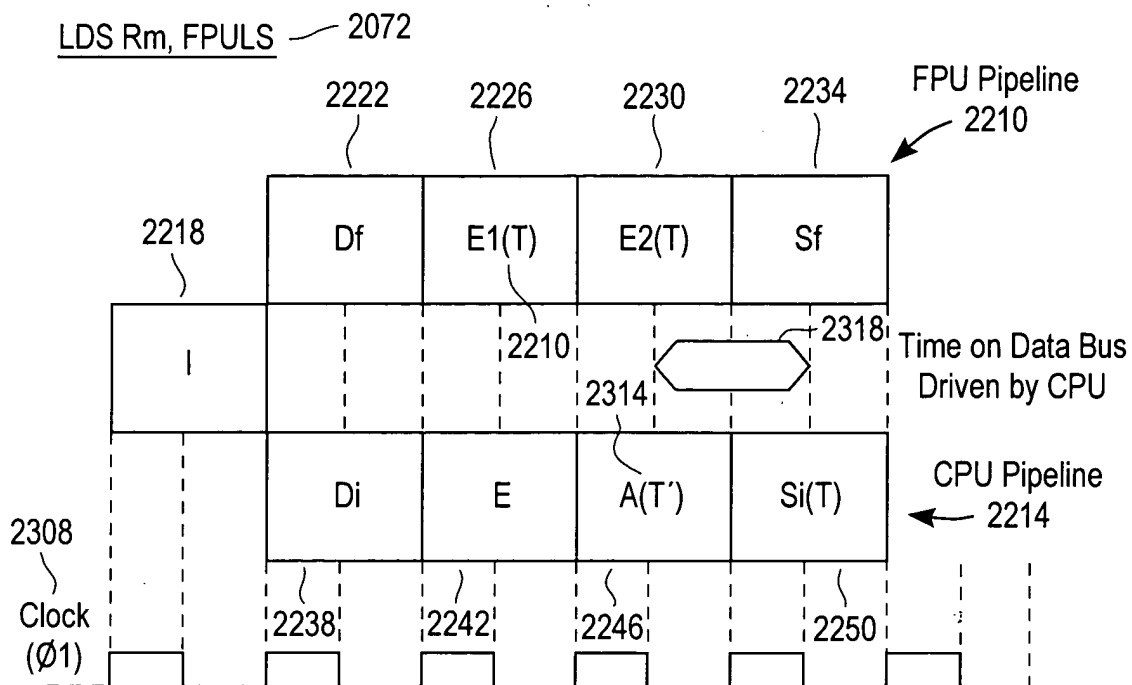 LDS Rm, FPULS 2072
2222 2226 2230 2234
FPU Pipeline
2210
2218
Df E1(T) E2(T) Sf
I
2210
2318
2314
Time on Data Bus
Driven by CPU
Di E A(T´) Si(T)
CPU Pipeline
2214
2308
Clock
(Ø1)
2238 2242 2246 2250